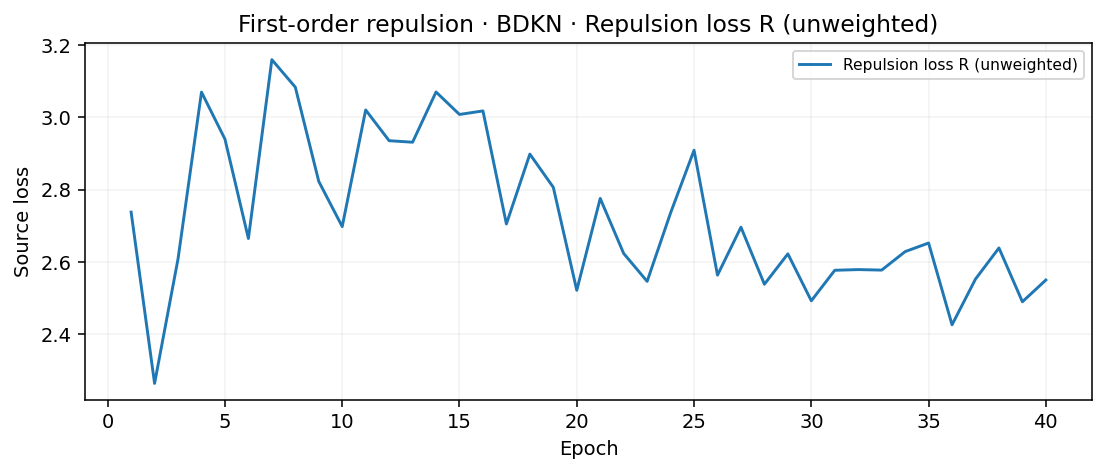 First-order repulsion · BDKN · Repulsion loss R (unweighted)
Repulsion loss R (unweighted)
Source loss
3.2
3.0
2.8
2.6
2.4
0 5 10 15 20 25 30 35 40
Epoch